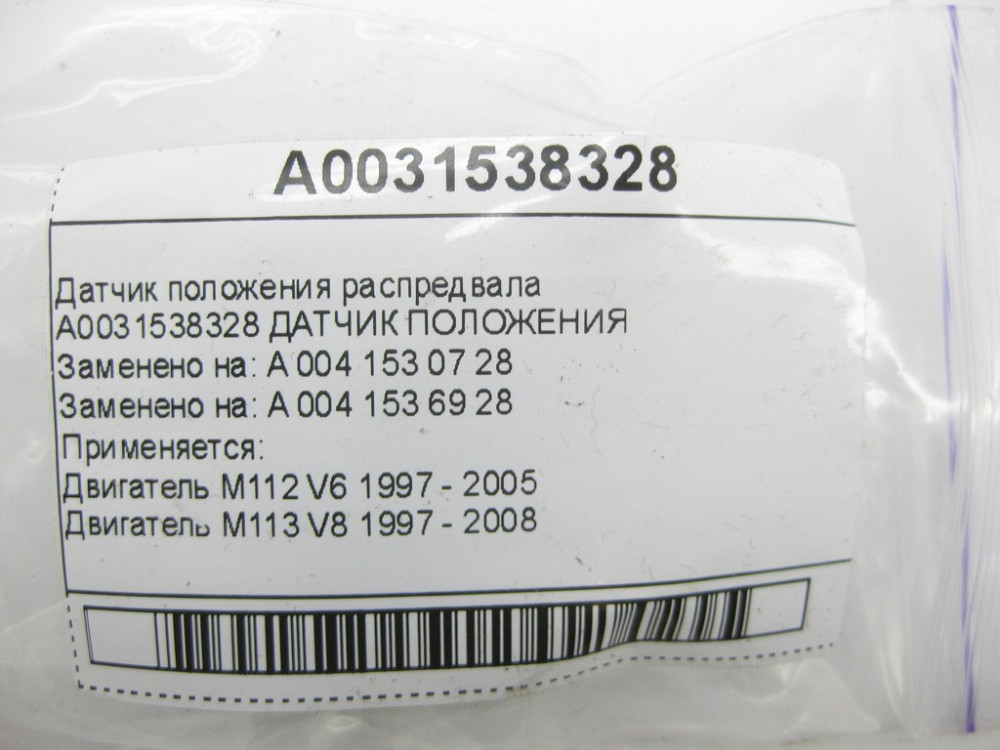 A0031538328
Датчик положения распредвала
A0031538328 ДАТЧИК ПОЛОЖЕНИЯ
Заменено на: A 004 153 07 28
Заменено на: A 004 153 69 28
Применяется:
Двигатель M112 V6 1997 - 2005
Двигатель M113 V8 1997 - 2008